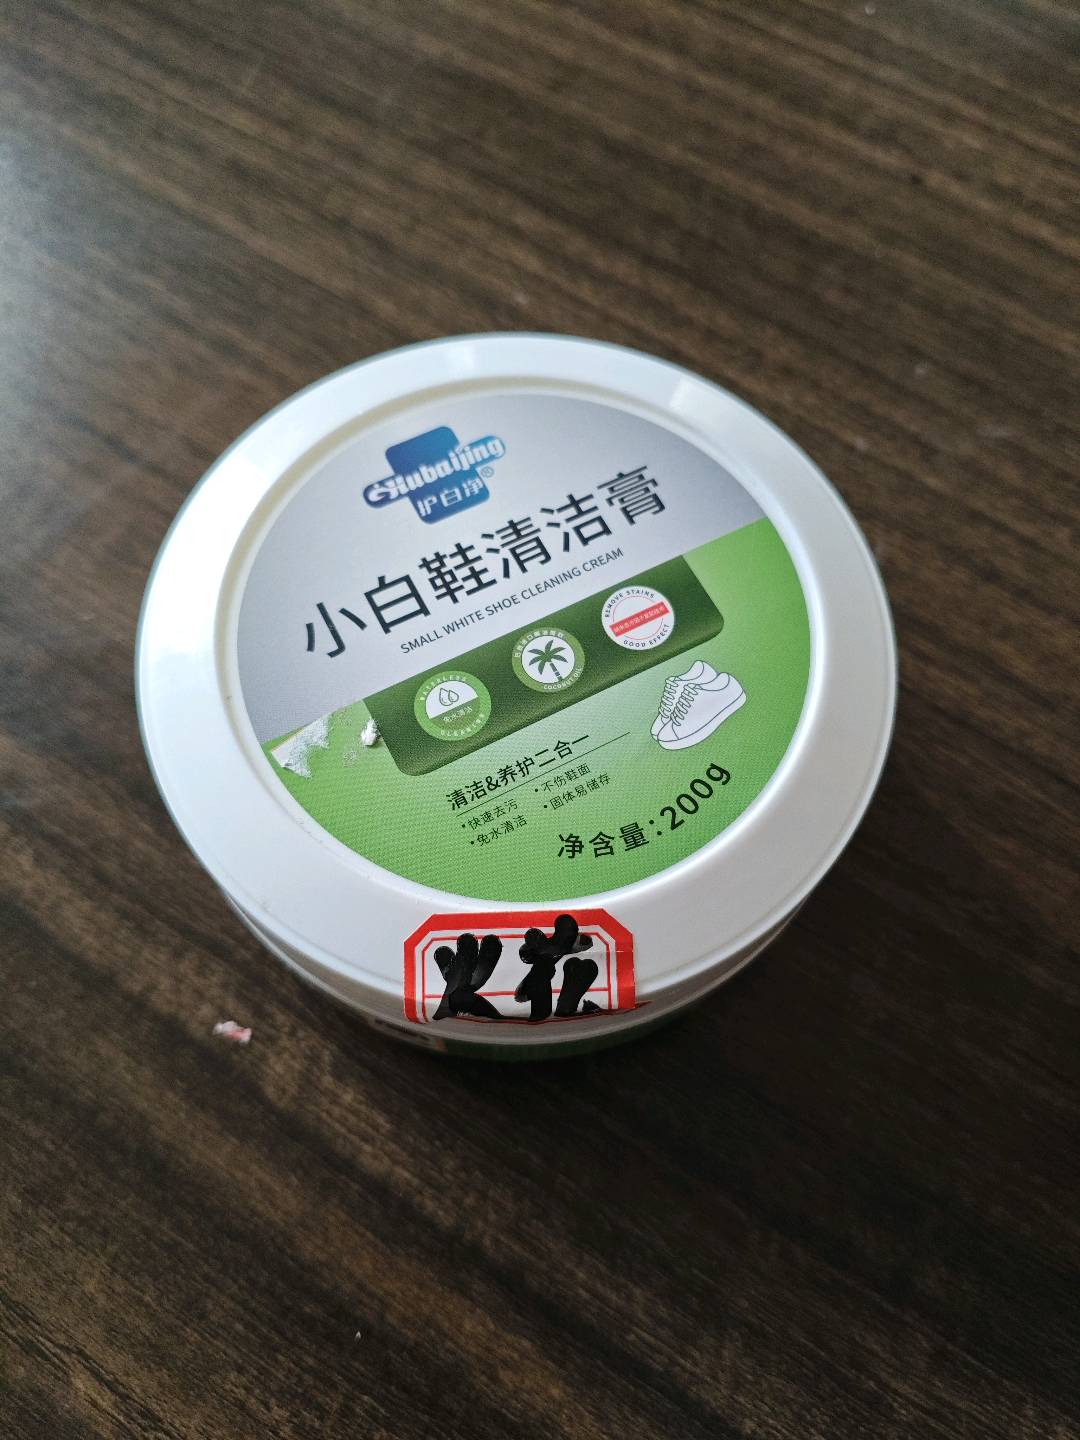 Hubaijing®
护白净
小白鞋清洁膏
SMALL WHITE SHOE CLEANING CREAM
WATERLESS
免水清洁
CLEANING
COCONUT OIL
REMOVE STAINS
GOOD EFFECT
清洁&养护二合一
•快速去污 •不伤鞋面
•免水清洁 •固体易储存
净含量:200g
火花